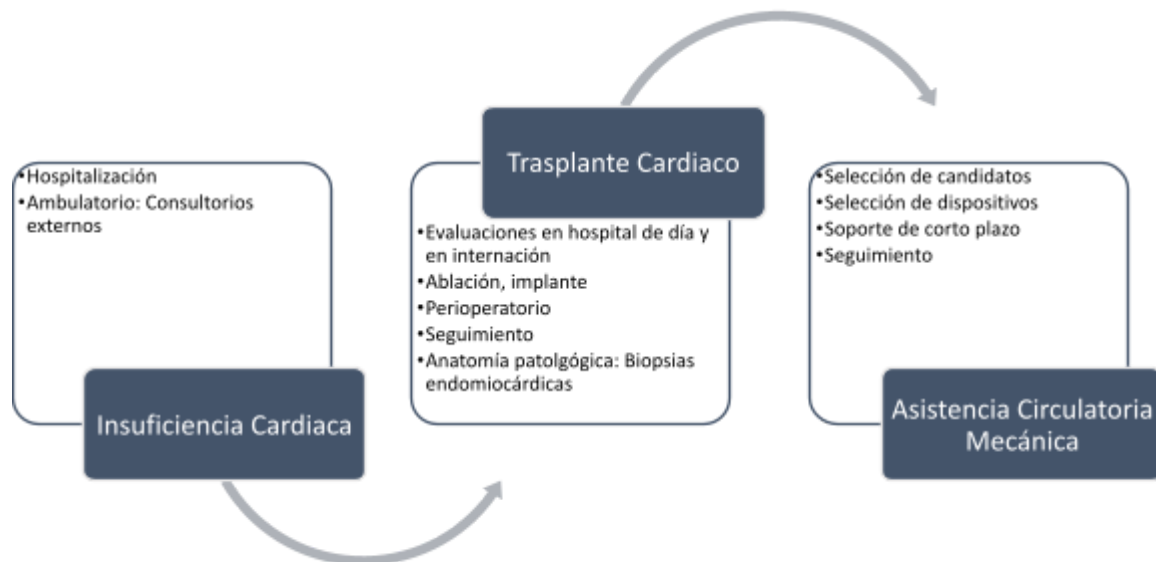 •Hospitalización
•Ambulatorio: Consultorios
externos
Insuficiencia Cardiaca
Trasplante Cardiaco
•Evaluaciones en hospital de día y
en internación
•Ablación, implante
•Perioperatorio
•Seguimiento
•Anatomía patolgógica: Biopsias
endomiocárdicas
•Selección de candidatos
•Selección de dispositivos
•Soporte de corto plazo
•Seguimiento
Asistencia Circulatoria
Mecánica